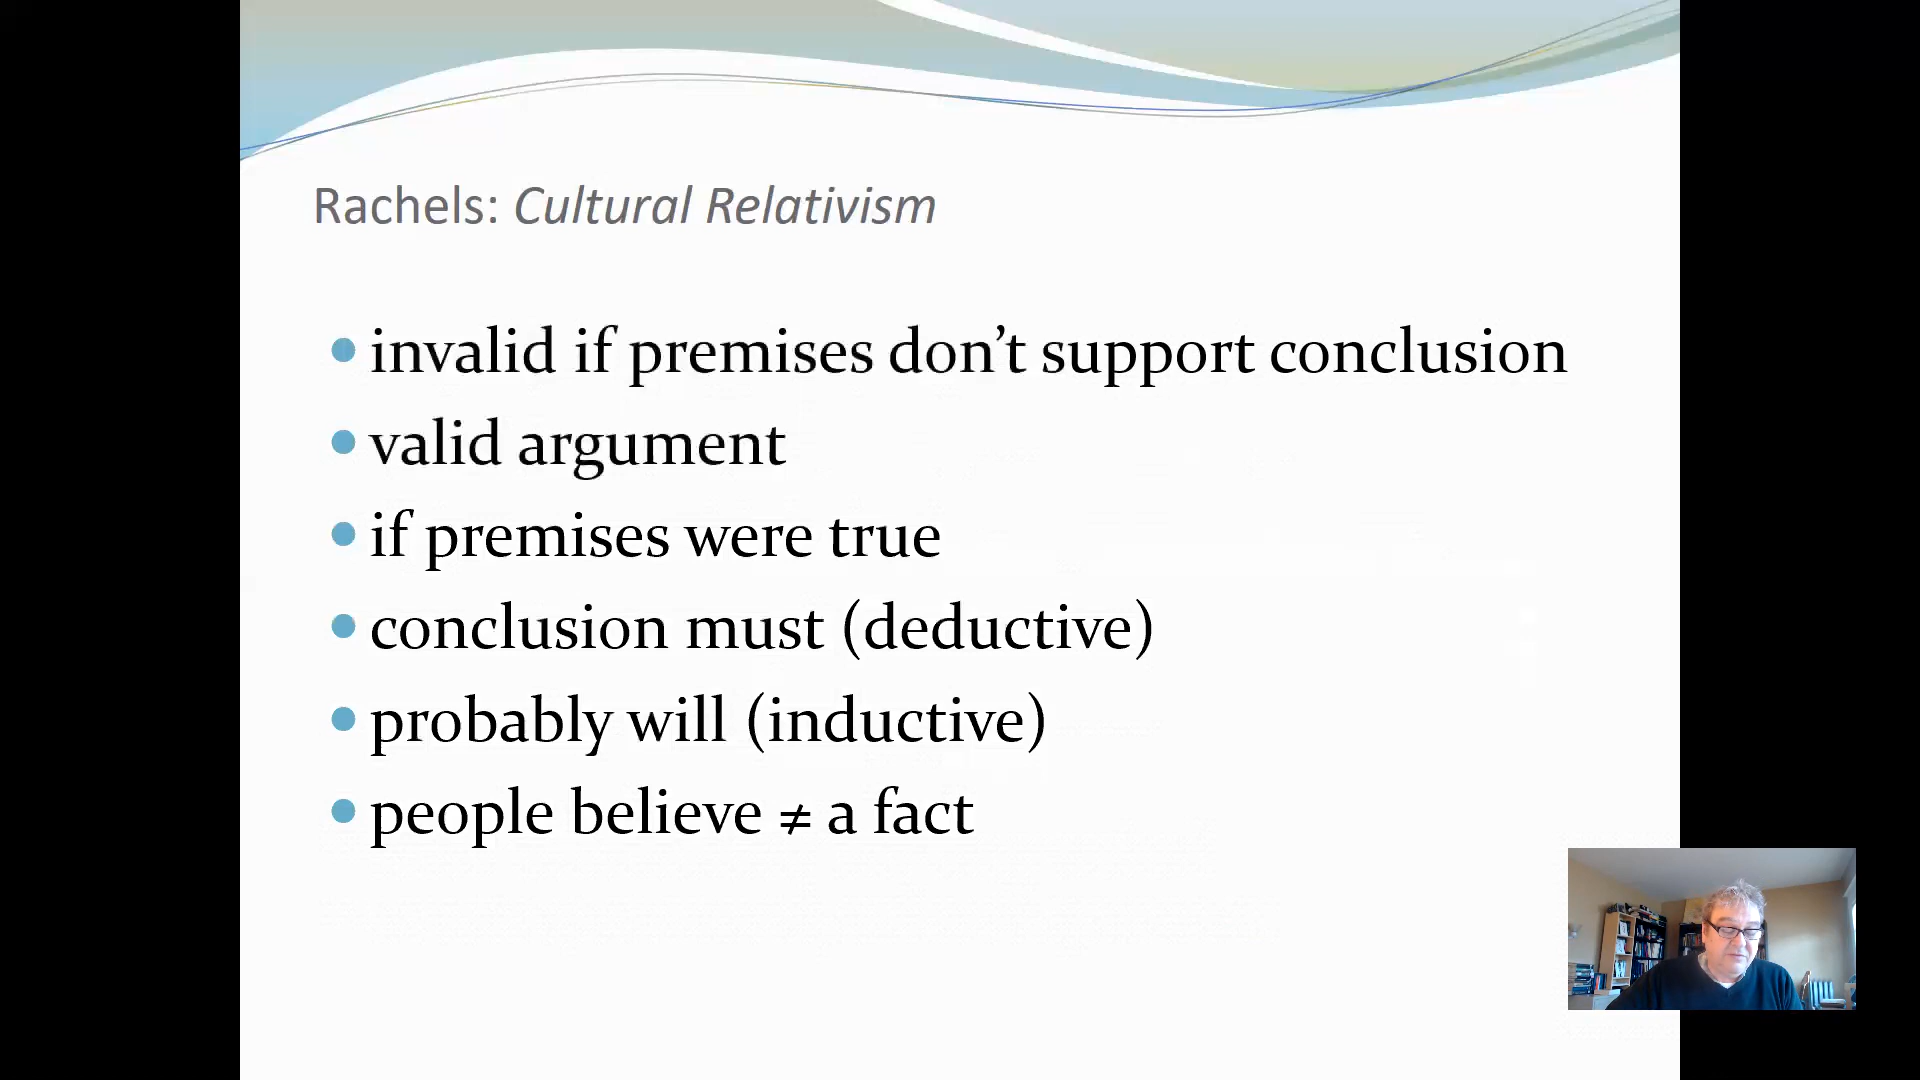 Rachels: Cultural Relativism
• invalid if premises don’t support conclusion
• valid argument
• if premises were true
• conclusion must (deductive)
• probably will (inductive)
• people believe ≠ a fact